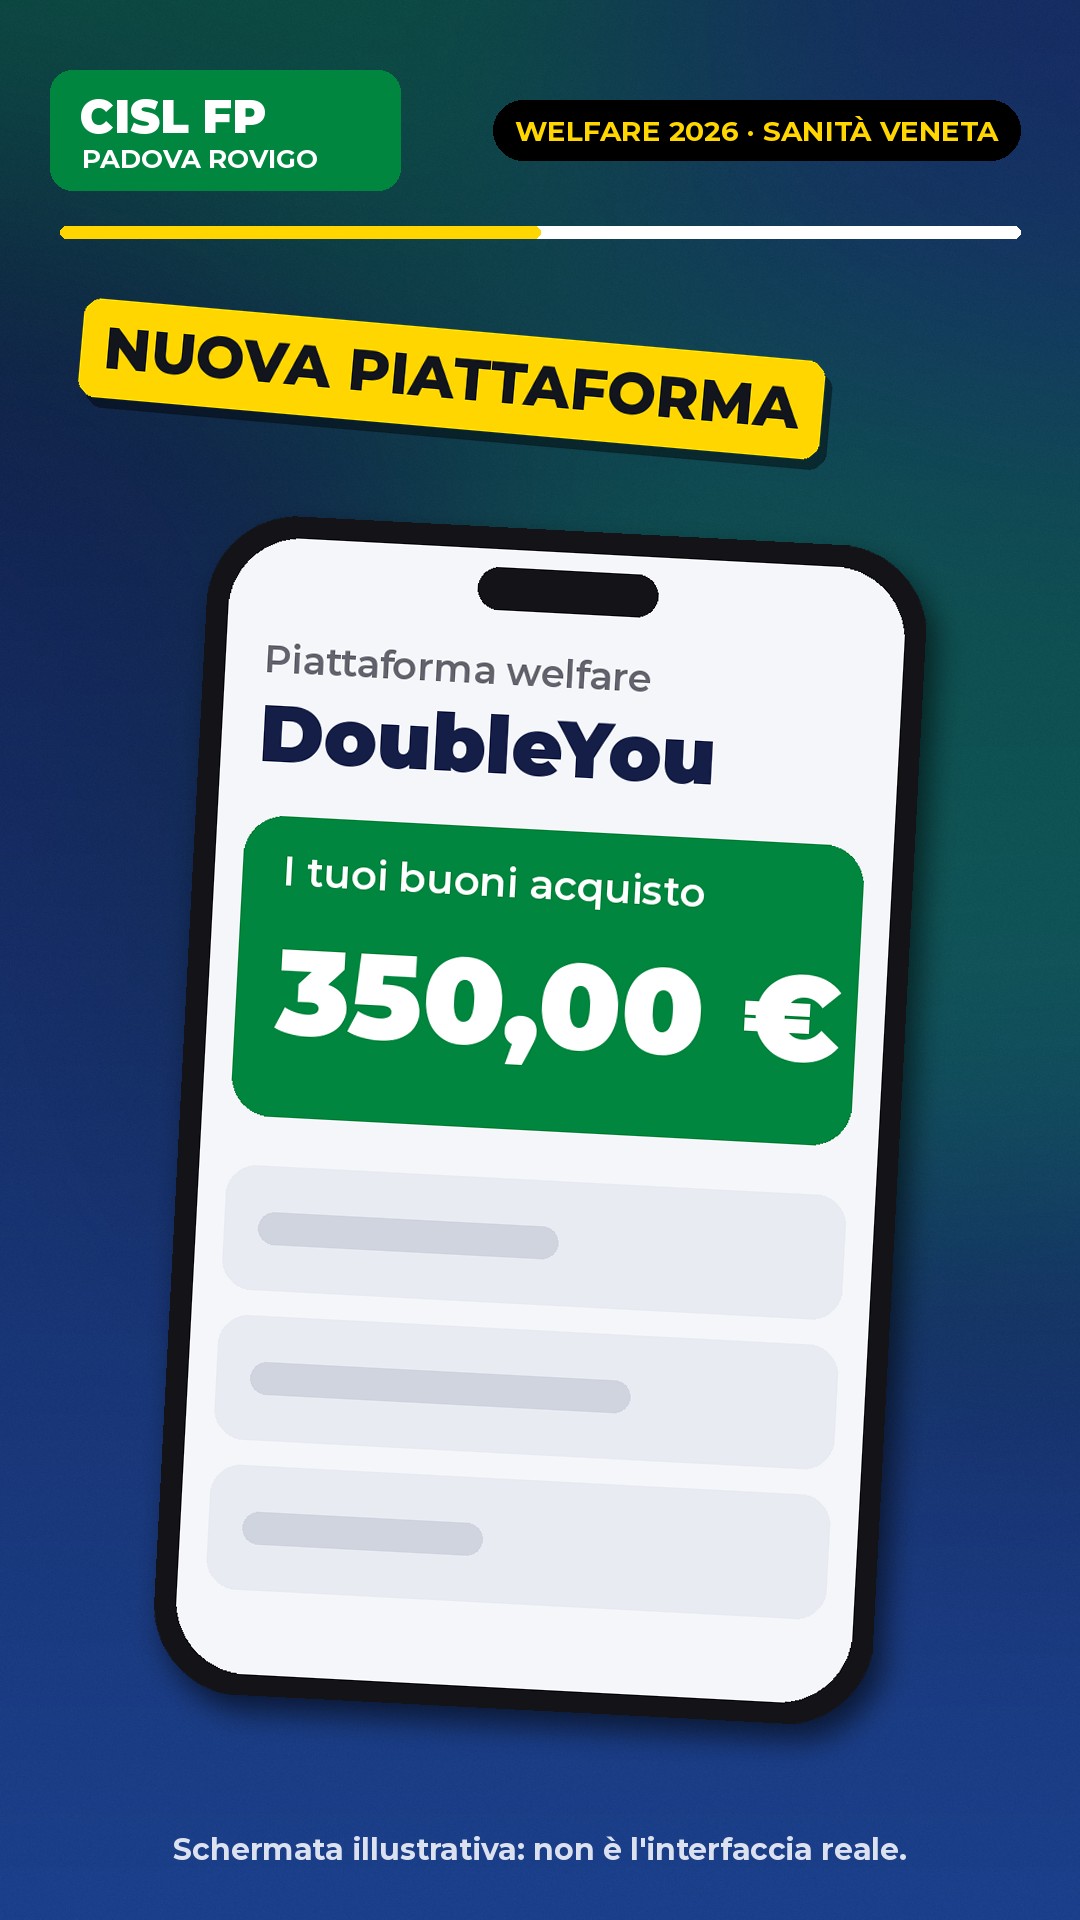 CISL FP
PADOVA ROVIGO
WELFARE 2026 · SANITÀ VENETA
NUOVA PIATTAFORMA
Piattaforma welfare
DoubleYou
I tuoi buoni acquisto
350,00 €
Schermata illustrativa: non è l'interfaccia reale.